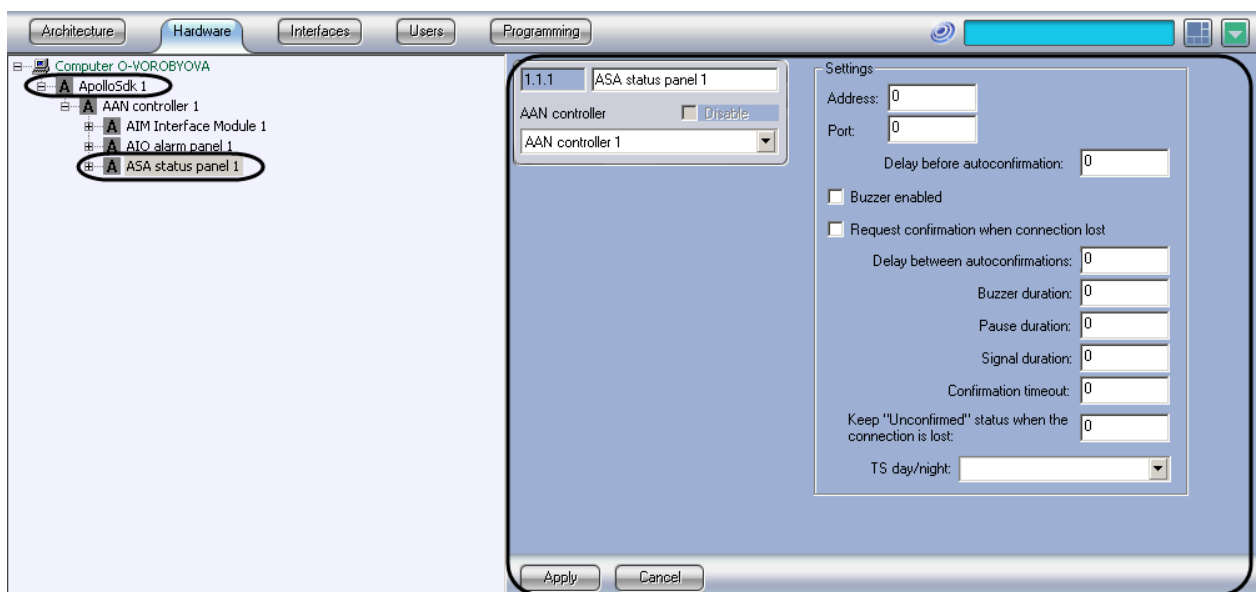 Architecture Hardware Interfaces Users Programming
Computer O-VOROBYOVA
ApolloSdk 1
A AAN controller 1
A AIM Interface Module 1
A AIO alarm panel 1
A ASA status panel 1
1.1.1 ASA status panel 1
AAN controller Disable
AAN controller 1
Settings
Address: 0
Port: 0
Delay before autoconfirmation: 0
Buzzer enabled
Request confirmation when connection lost
Delay between autoconfirmations: 0
Buzzer duration: 0
Pause duration: 0
Signal duration: 0
Confirmation timeout: 0
Keep "Unconfirmed" status when the
connection is lost: 0
TS day/night:
Apply Cancel